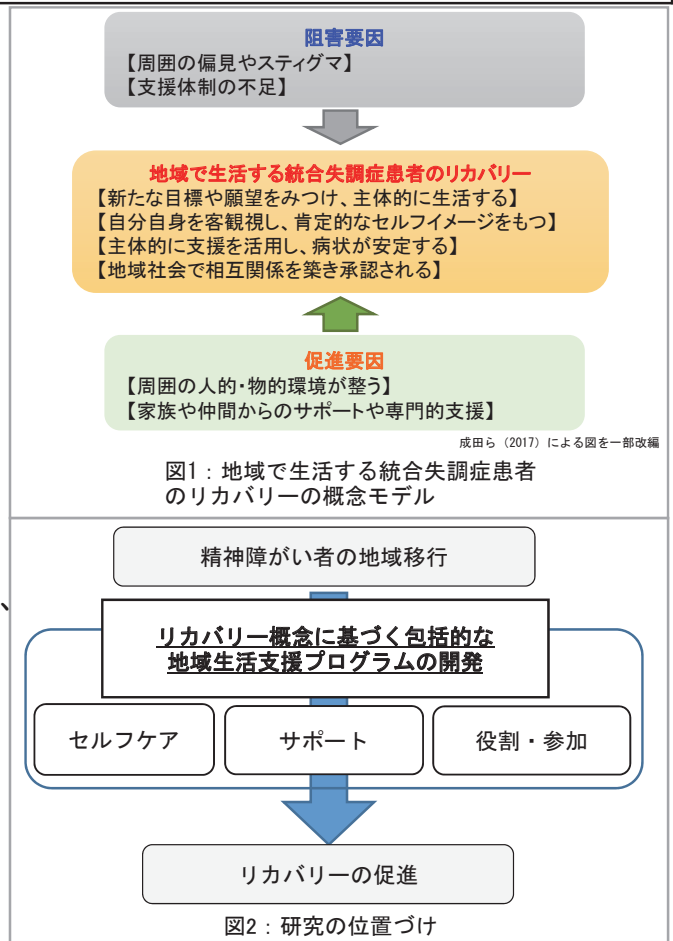 阻害要因
【周囲の偏見やスティグマ】
【支援体制の不足】
地域で生活する統合失調症患者のリカバリー
【新たな目標や願望をみつけ、主体的に生活する】
【自分自身を客観視し、肯定的なセルフイメージをもつ】
【主体的に支援を活用し、病状が安定する】
【地域社会で相互関係を築き承認される】
促進要因
【周囲の人的・物的環境が整う】
【家族や仲間からのサポートや専門的支援】
成田ら（2017）による図を一部改編
図1：地域で生活する統合失調症患者
のリカバリーの概念モデル
精神障がい者の地域移行
、
リカバリー概念に基づく包括的な
地域生活支援プログラムの開発
セルフケア
サポート
役割・参加
リカバリーの促進
図2：研究の位置づけ